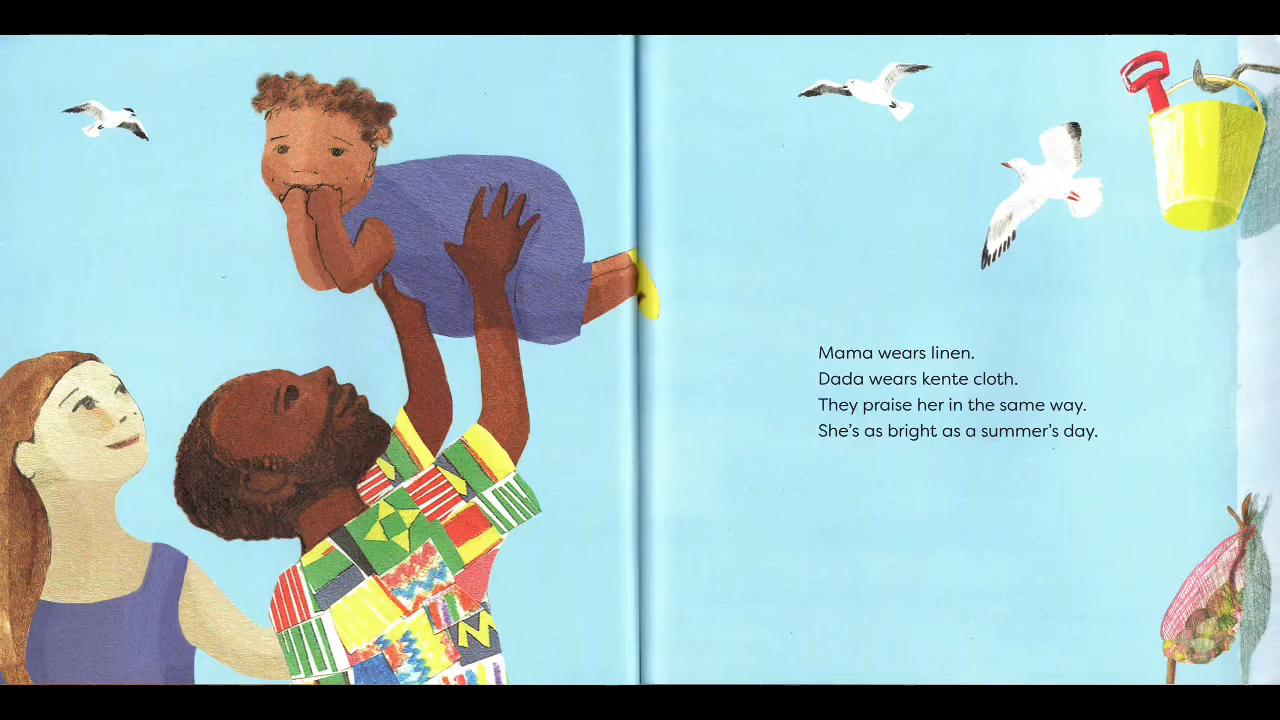 Mama wears linen.
Dada wears kente cloth.
They praise her in the same way.
She's as bright as a summer's day.